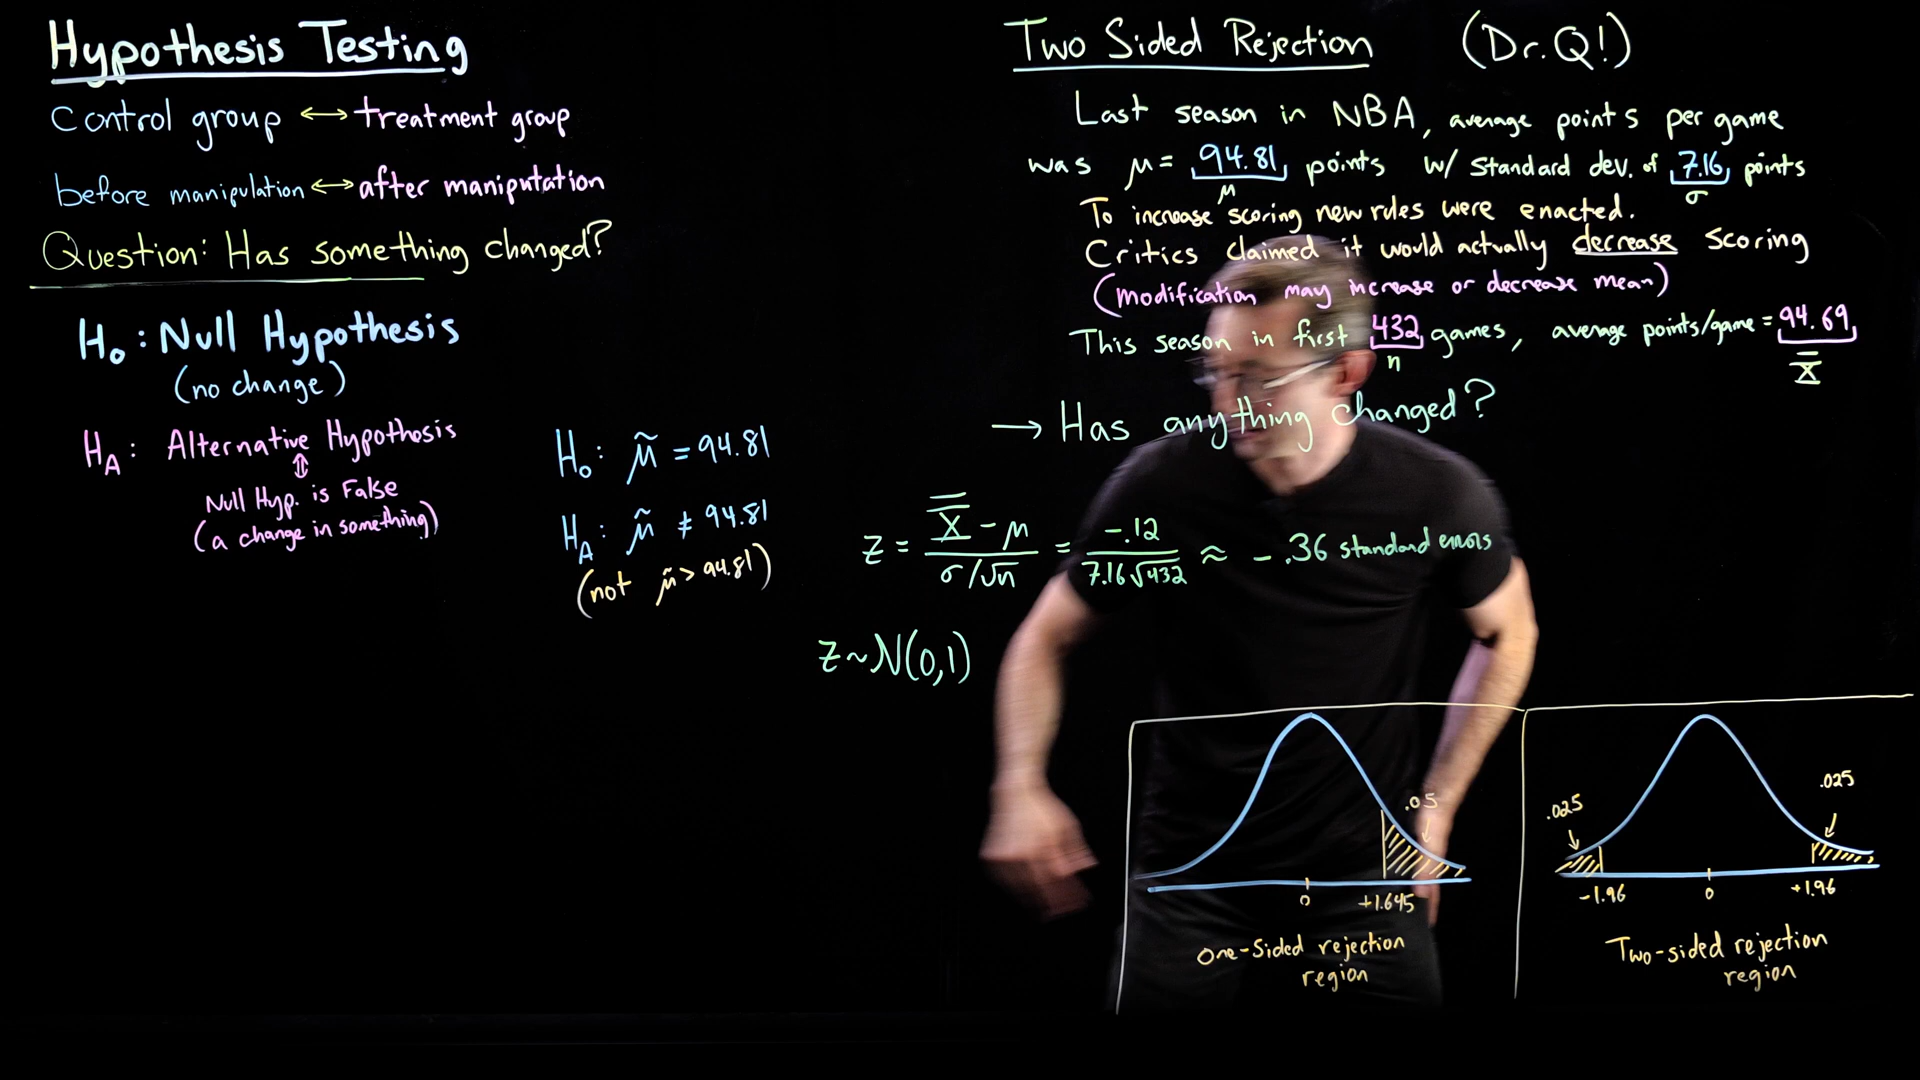 Hypothesis Testing
Control group ↔ treatment group
before manipulation ↔ after maniputation
Question: Has something changed?
H₀: Null Hypothesis
(no change)
H_A: Alternative Hypothesis
⇕
Null Hyp. is False
(a change in something)
H₀: μ̃ = 94.81
H_A: μ̃ ≠ 94.81
(not μ̃ > 94.81)
Two Sided Rejection (Dr. Q!)
Last season in NBA, average points per game
was μ = 94.81 points w/ standard dev. of 7.16 points
μ σ
To increase scoring new rules were enacted.
Critics claimed it would actually decrease scoring
(modification may increase or decrease mean)
This season in first 432 games, average points/game = 94.69
n X̿
→ Has anything changed?
z = (X̿ - μ)/(σ/√n) = -.12/(7.16√432) ≈ -.36 standard errors
z ~ N(0,1)
.05
0 +1.645
One-Sided rejection
region
.025 .025
-1.96 0 +1.96
Two-sided rejection
region